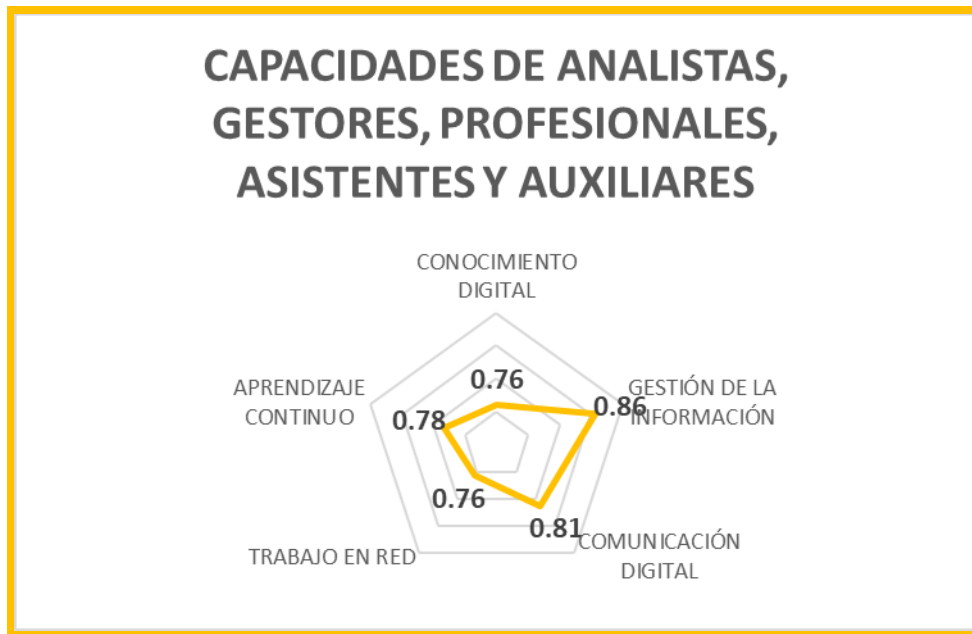 CAPACIDADES DE ANALISTAS,
GESTORES, PROFESIONALES,
ASISTENTES Y AUXILIARES
CONOCIMIENTO
DIGITAL
0.76
GESTIÓN DE LA
INFORMACIÓN
0.86
COMUNICACIÓN
DIGITAL
0.81
TRABAJO EN RED
0.76
APRENDIZAJE
CONTINUO
0.78